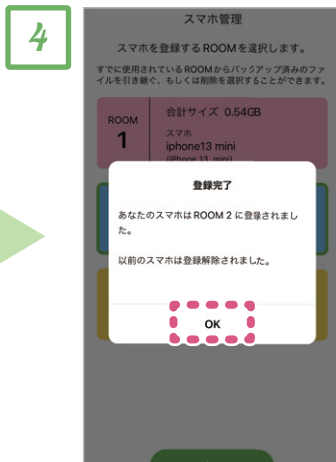 4
スマホ管理
スマホを登録するROOMを選択します。
すでに使用されているROOMからバックアップ済みのファ
イルを引き継ぐ、もしくは削除を選択することができます。
ROOM
1
合計サイズ 0.54GB
スマホ
iphone13 mini
(iPhone 13 mini)
登録完了
あなたのスマホは ROOM 2 に登録されまし
た。
以前のスマホは登録解除されました。
OK